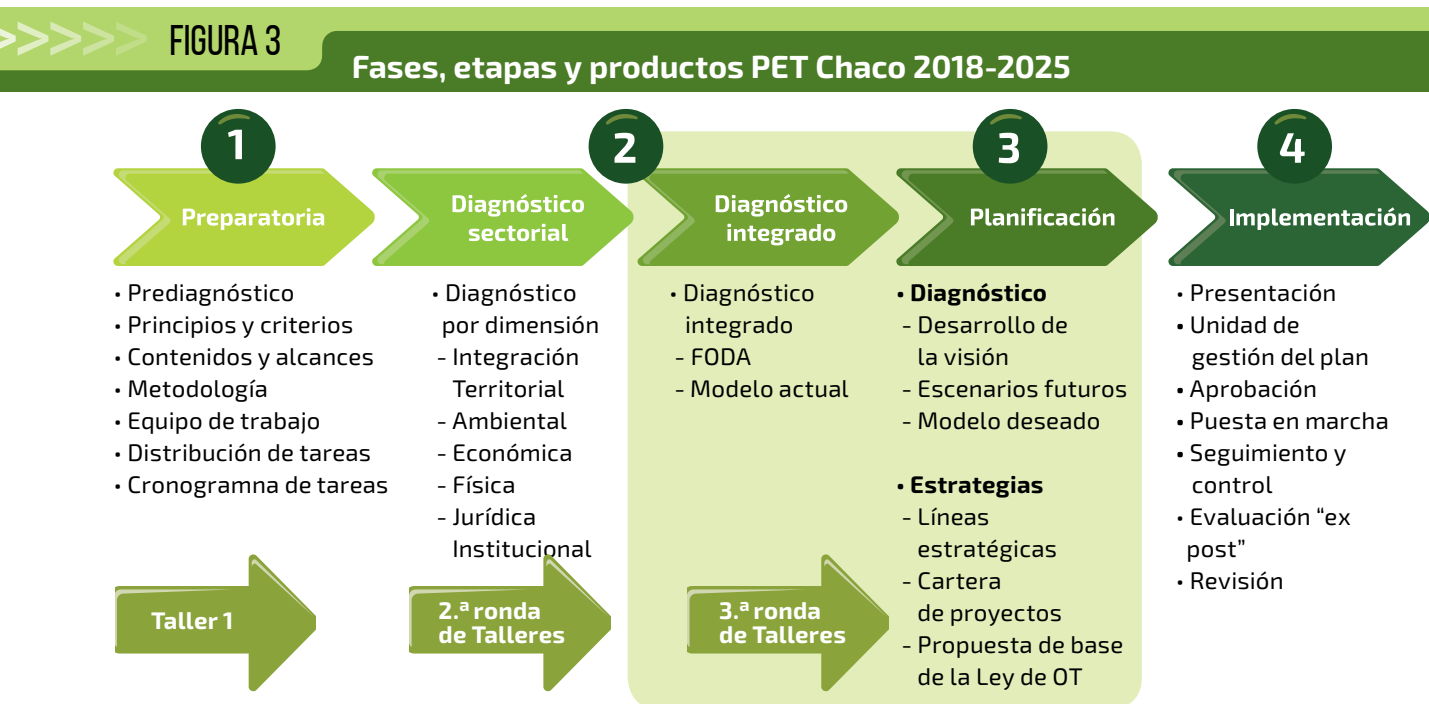 >>>>> FIGURA 3
Fases, etapas y productos PET Chaco 2018-2025
1
Preparatoria
• Prediagnóstico
• Principios y criterios
• Contenidos y alcances
• Metodología
• Equipo de trabajo
• Distribución de tareas
• Cronogramna de tareas
Taller 1
2
Diagnóstico
sectorial
• Diagnóstico
por dimensión
- Integración
Territorial
- Ambiental
- Económica
- Física
- Jurídica
Institucional
2.ª ronda
de Talleres
Diagnóstico
integrado
• Diagnóstico
integrado
- FODA
- Modelo actual
3.ª ronda
de Talleres
3
Planificación
• Diagnóstico
- Desarrollo de
la visión
- Escenarios futuros
- Modelo deseado
• Estrategias
- Líneas
estratégicas
- Cartera
de proyectos
- Propuesta de base
de la Ley de OT
4
Implementación
• Presentación
• Unidad de
gestión del plan
• Aprobación
• Puesta en marcha
• Seguimiento y
control
• Evaluación “ex
post”
• Revisión